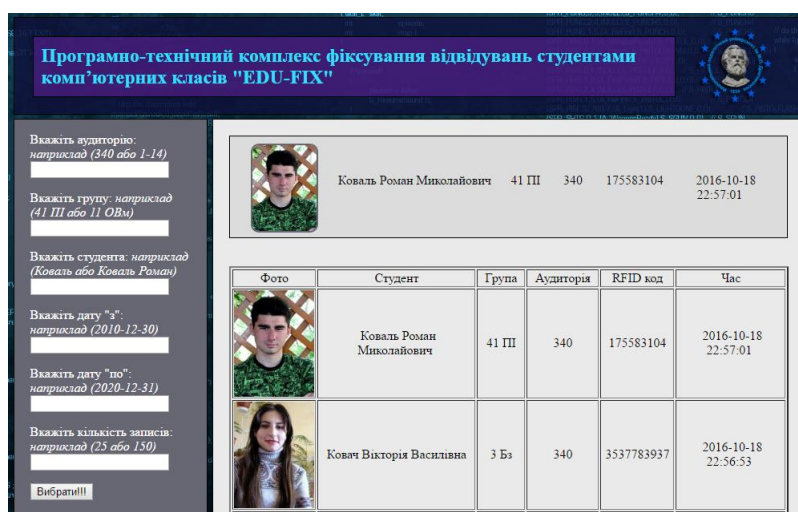 Програмно-технічний комплекс фіксування відвідувань студентами
комп’ютерних класів "EDU-FIX"
Вкажіть аудиторію:
наприклад (340 або 1-14)
Вкажіть групу: наприклад
(41 ПІ або 11 ОВм)
Вкажіть студента: наприклад
(Коваль або Коваль Роман)
Вкажіть дату "з":
наприклад (2010-12-30)
Вкажіть дату "по":
наприклад (2020-12-31)
Вкажіть кількість записів:
наприклад (25 або 150)
Вибрати!!!
Коваль Роман Миколайович 41 ПІ 340 175583104 2016-10-18
22:57:01
Фото Студент Група Аудиторія RFID код Час
Коваль Роман
Миколайович 41 ПІ 340 175583104 2016-10-18
22:57:01
Ковач Вікторія Василівна 3 Бз 340 3537783937 2016-10-18
22:56:53